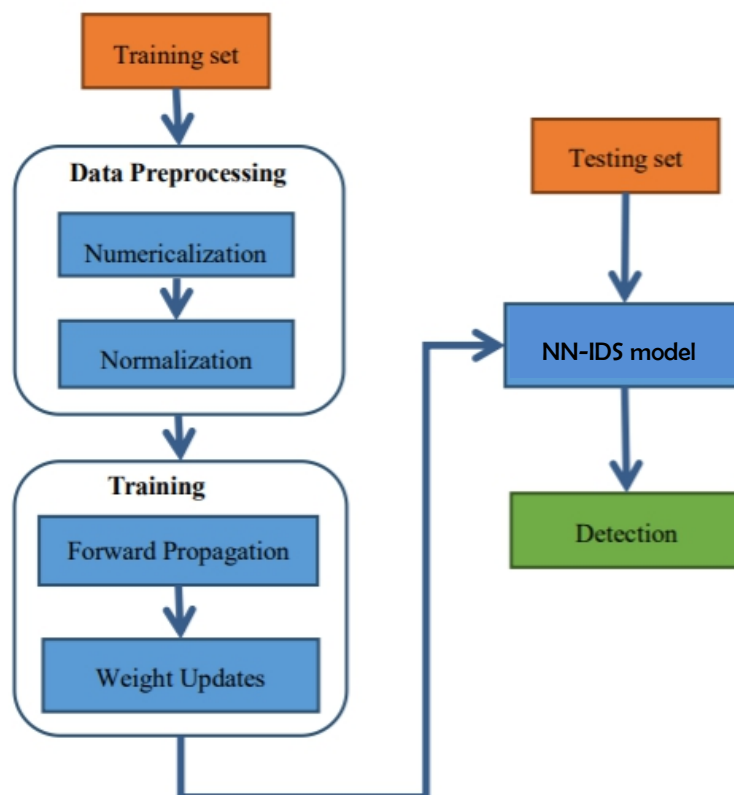 Training set
Data Preprocessing
Numericalization
Normalization
Training
Forward Propagation
Weight Updates
Testing set
NN-IDS model
Detection